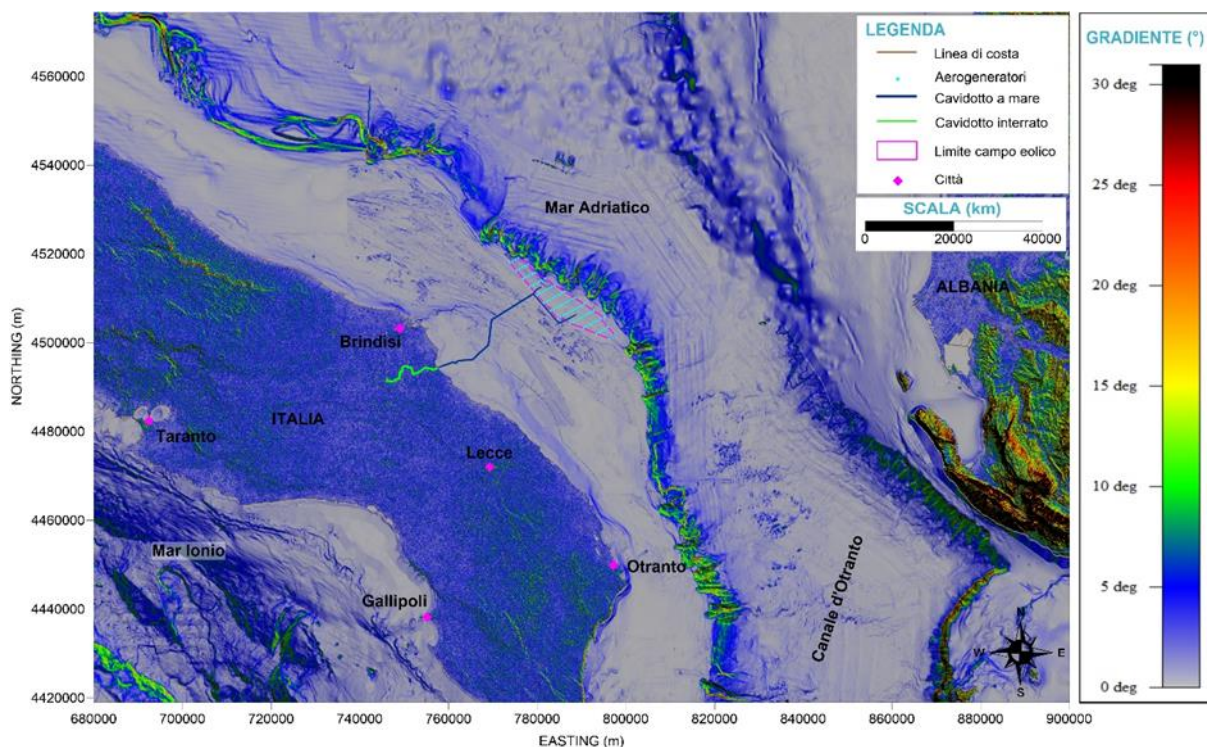 LEGENDA
Linea di costa
Aerogeneratori
Cavidotto a mare
Cavidotto interrato
Limite campo eolico
Città
SCALA (km)
0 20000 40000
GRADIENTE (°)
30 deg
25 deg
20 deg
15 deg
10 deg
5 deg
0 deg
NORTHING (m)
4560000
4540000
4520000
4500000
4480000
4460000
4440000
4420000
Mar Adriatico
ALBANIA
Brindisi
ITALIA
Taranto
Lecce
Mar Ionio
Otranto
Gallipoli
Canale d'Otranto
N
W E
S
680000 700000 720000 740000 760000 780000 800000 820000 840000 860000 880000 900000
EASTING (m)